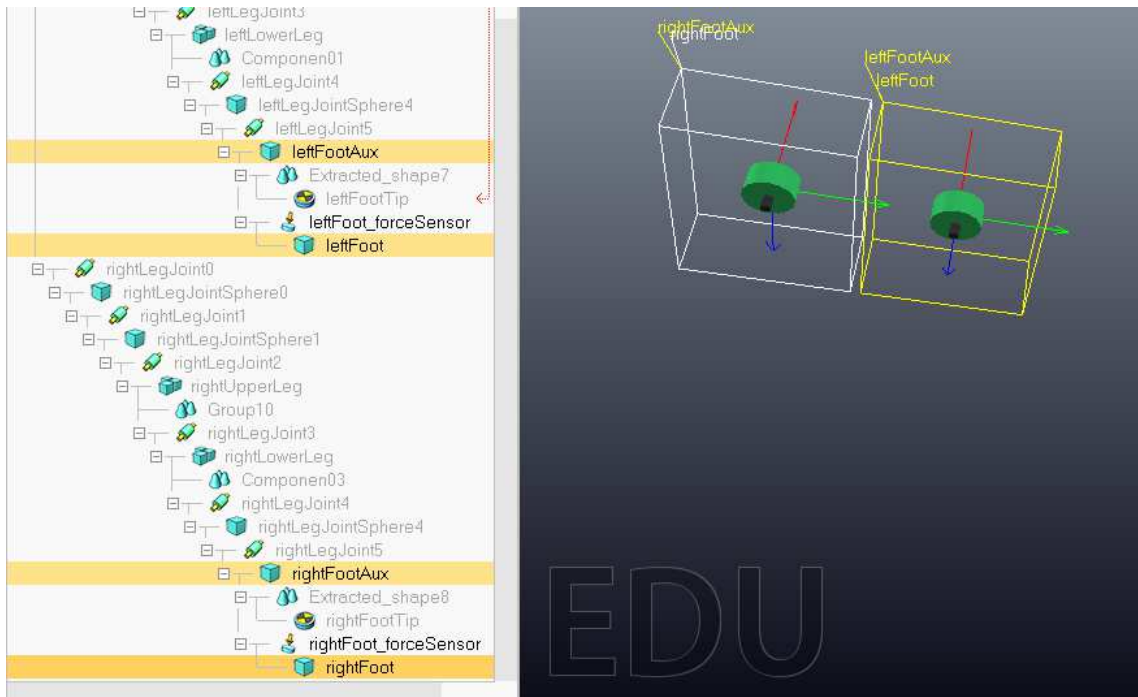 leftLegJoint3
leftLowerLeg
Componen01
leftLegJoint4
leftLegJointSphere4
leftLegJoint5
leftFootAux
Extracted_shape7
leftFootTip
leftFoot_forceSensor
leftFoot
rightLegJoint0
rightLegJointSphere0
rightLegJoint1
rightLegJointSphere1
rightLegJoint2
rightUpperLeg
Group10
rightLegJoint3
rightLowerLeg
Componen03
rightLegJoint4
rightLegJointSphere4
rightLegJoint5
rightFootAux
Extracted_shape8
rightFootTip
rightFoot_forceSensor
rightFoot
rightFootAux
rightFoot
leftFootAux
leftFoot
EDU